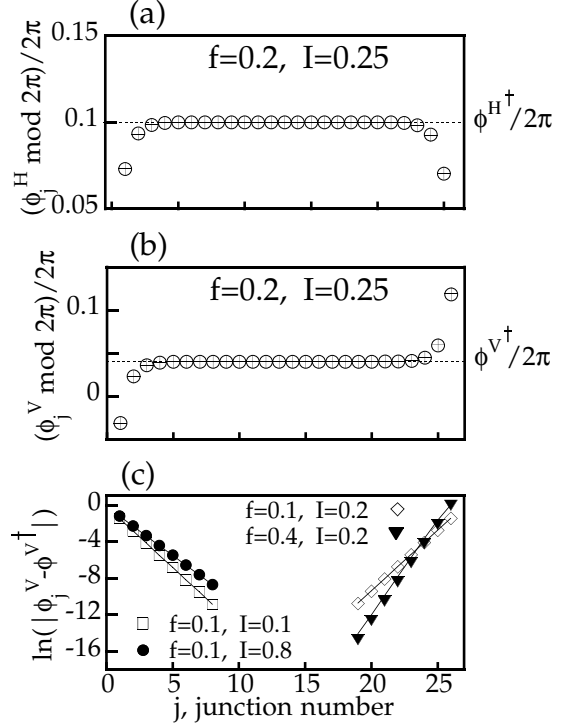 (a)
0.15
f=0.2, I=0.25
0.1
ϕ^H†/2π
0.05
(ϕ_j^H mod 2π)/2π
(b)
0.1
f=0.2, I=0.25
ϕ^V†/2π
0
(ϕ_j^V mod 2π)/2π
(c)
0
-4
-8
-12
-16
ln(|ϕ_j^V-ϕ^V†|)
f=0.1, I=0.2
f=0.4, I=0.2
f=0.1, I=0.1
f=0.1, I=0.8
0 5 10 15 20 25
j, junction number